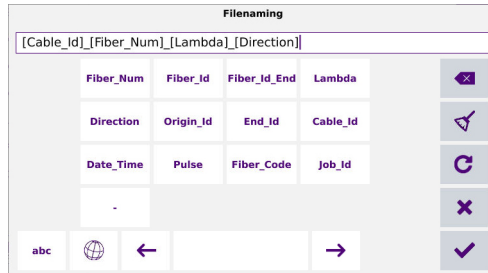 Filenaming
[Cable_Id]_[Fiber_Num]_[Lambda]_[Direction]
Fiber_Num Fiber_Id Fiber_Id_End Lambda
Direction Origin_Id End_Id Cable_Id
Date_Time Pulse Fiber_Code Job_Id
-
abc